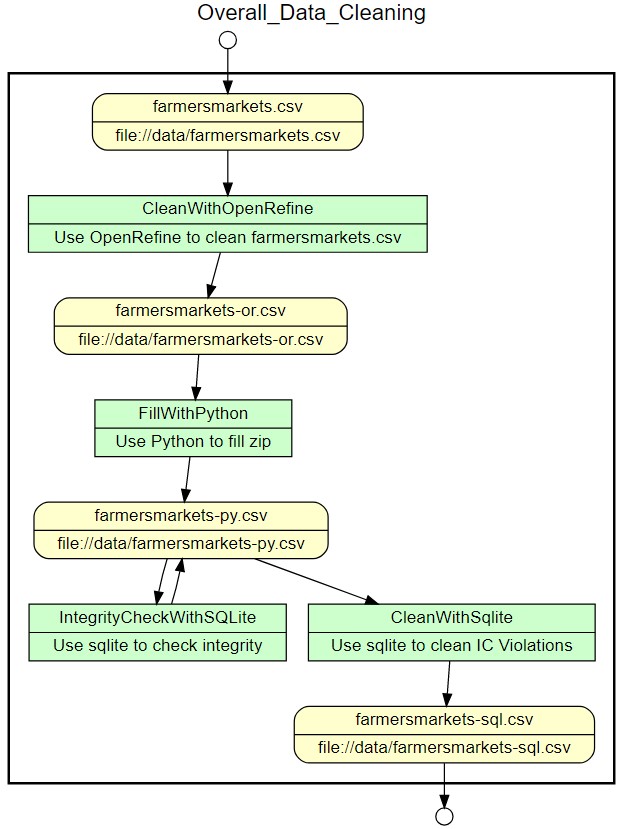 Overall_Data_Cleaning
farmersmarkets.csv
file://data/farmersmarkets.csv
CleanWithOpenRefine
Use OpenRefine to clean farmersmarkets.csv
farmersmarkets-or.csv
file://data/farmersmarkets-or.csv
FillWithPython
Use Python to fill zip
farmersmarkets-py.csv
file://data/farmersmarkets-py.csv
IntegrityCheckWithSQLite
Use sqlite to check integrity
CleanWithSqlite
Use sqlite to clean IC Violations
farmersmarkets-sql.csv
file://data/farmersmarkets-sql.csv